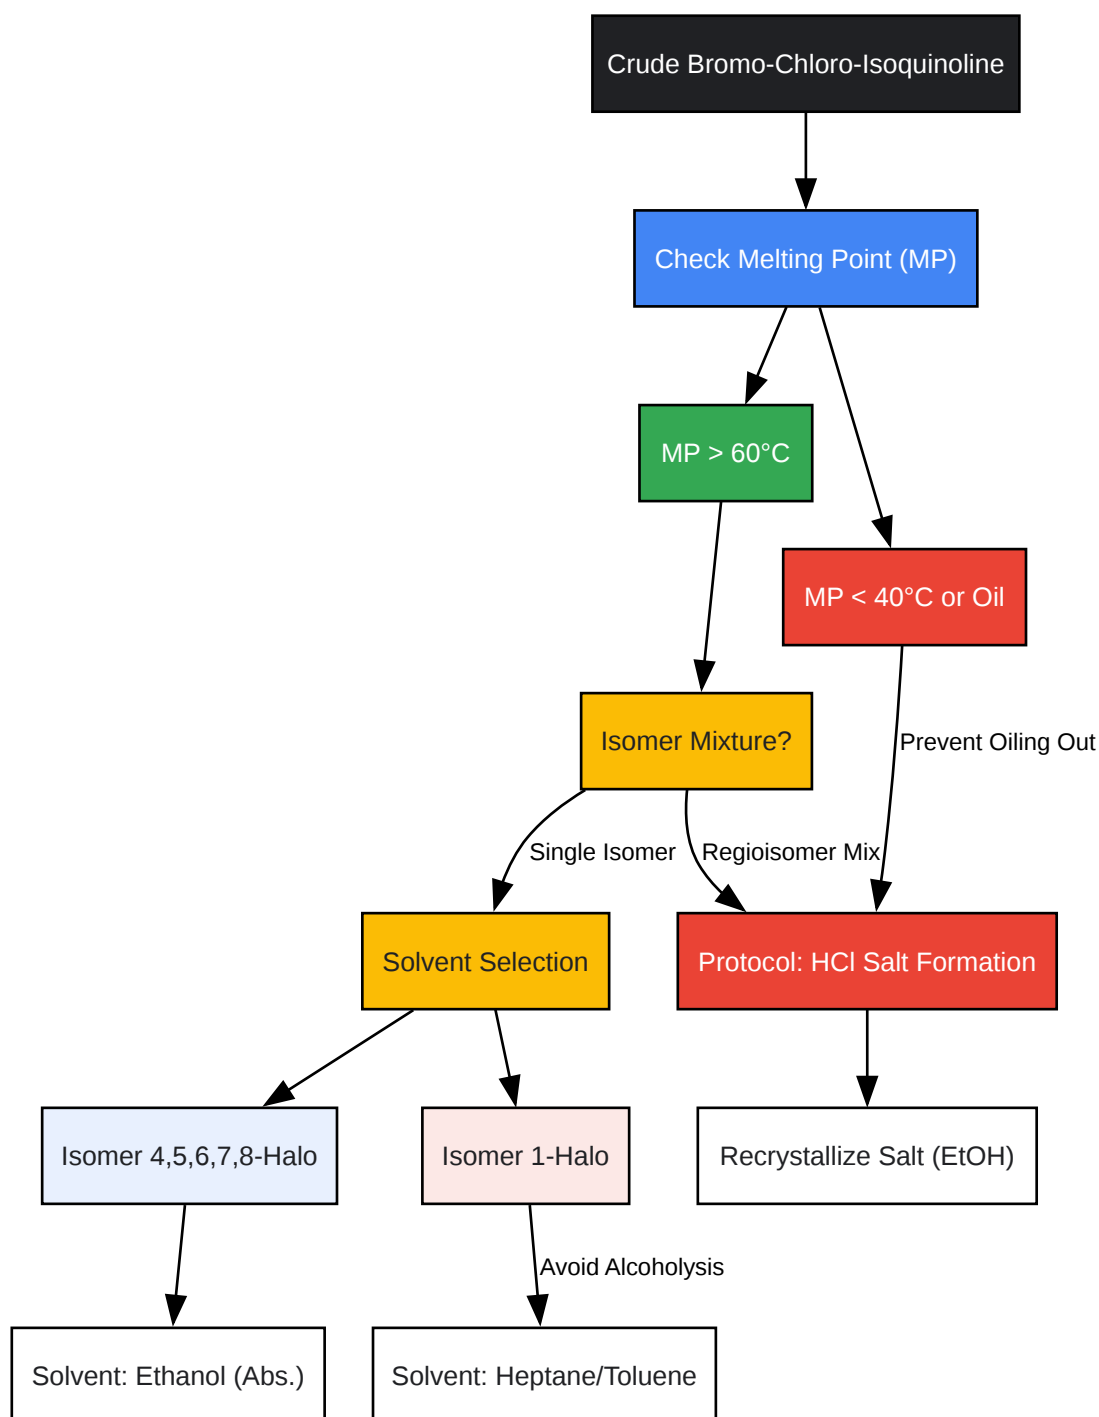 Crude Bromo-Chloro-Isoquinoline
Check Melting Point (MP)
MP > 60°C
MP < 40°C or Oil
Isomer Mixture?
Prevent Oiling Out
Single Isomer
Regioisomer Mix
Solvent Selection
Protocol: HCl Salt Formation
Isomer 4,5,6,7,8-Halo
Isomer 1-Halo
Recrystallize Salt (EtOH)
Avoid Alcoholysis
Solvent: Ethanol (Abs.)
Solvent: Heptane/Toluene